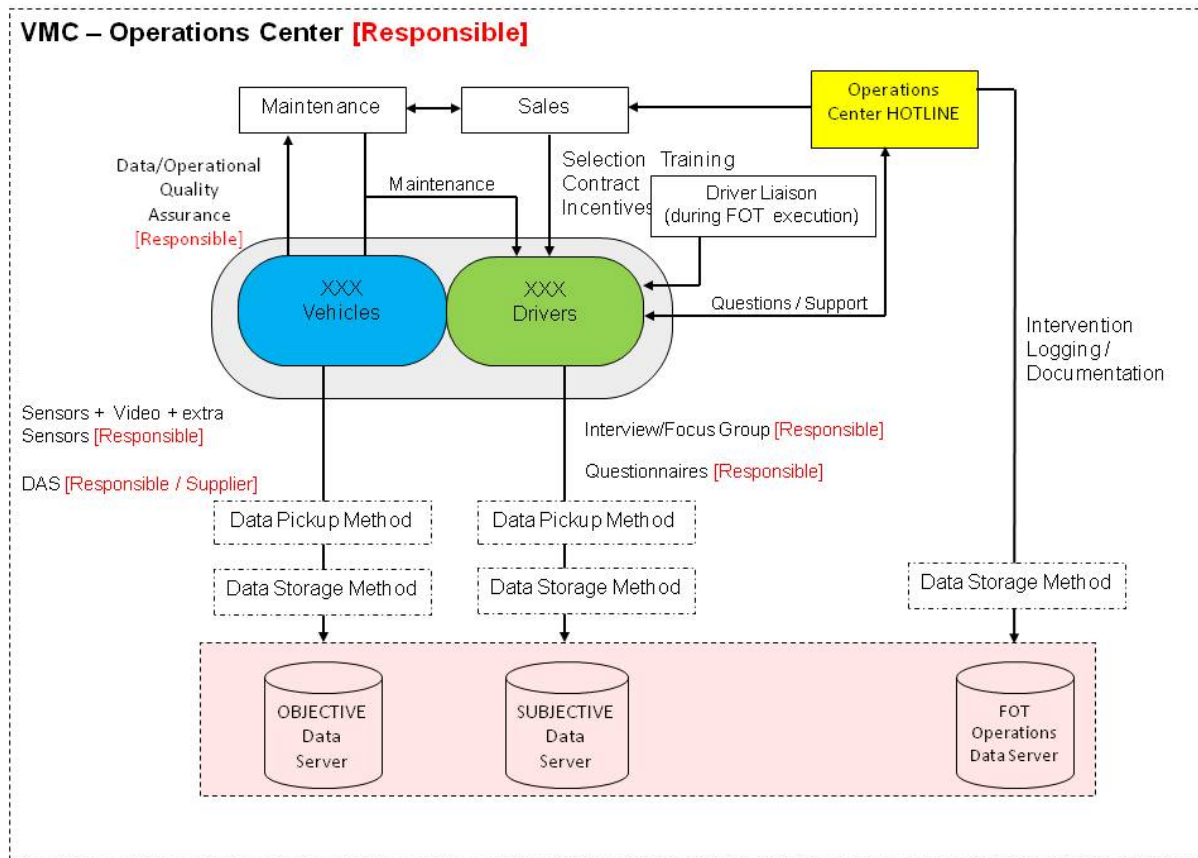 VMC – Operations Center [Responsible]
Maintenance
Sales
Operations
Center HOTLINE
Data/Operational
Quality
Assurance
[Responsible]
Maintenance
Selection Training
Contract
Incentives
Driver Liaison
(during FOT execution)
XXX
Vehicles
XXX
Drivers
Questions / Support
Intervention
Logging /
Documentation
Sensors + Video + extra
Sensors [Responsible]
DAS [Responsible / Supplier]
Interview/Focus Group [Responsible]
Questionnaires [Responsible]
Data Pickup Method
Data Pickup Method
Data Storage Method
Data Storage Method
Data Storage Method
OBJECTIVE
Data
Server
SUBJECTIVE
Data
Server
FOT
Operations
Data Server